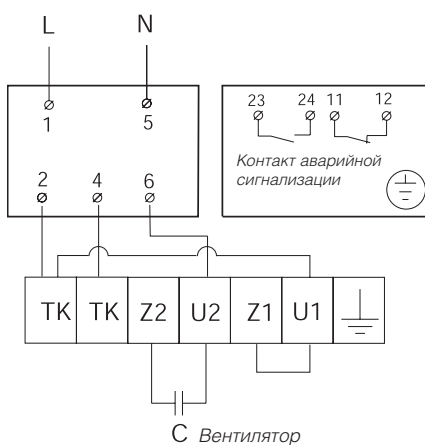 L N
1 5
2 4 6
23 24 11 12
Контакт аварийной
сигнализации
TK TK Z2 U2 Z1 U1
C Вентилятор